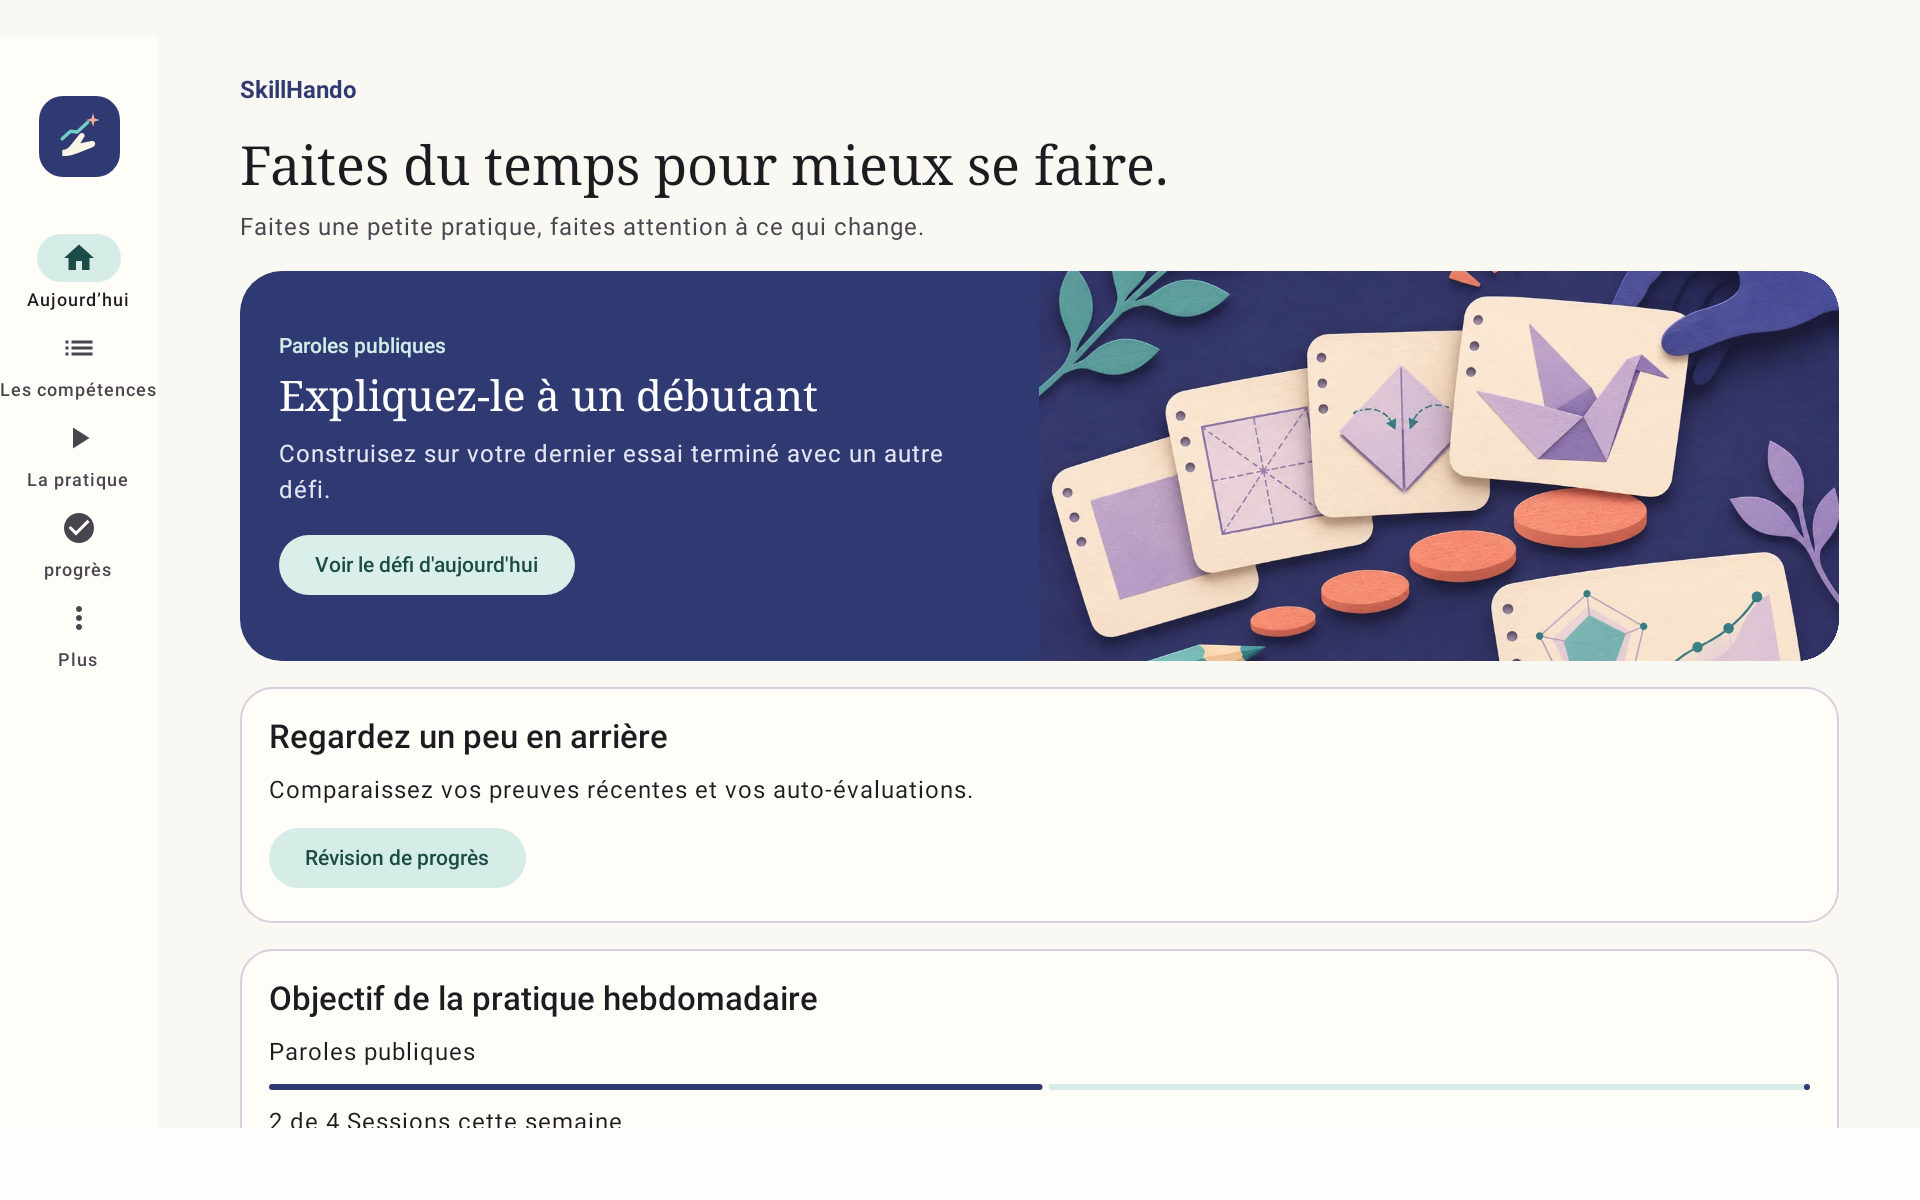 SkillHando
Faites du temps pour mieux se faire.
Faites une petite pratique, faites attention à ce qui change.
Aujourd’hui
Les compétences
La pratique
progrès
Plus
Paroles publiques
Expliquez-le à un débutant
Construisez sur votre dernier essai terminé avec un autre
défi.
Voir le défi d'aujourd'hui
Regardez un peu en arrière
Comparaissez vos preuves récentes et vos auto-évaluations.
Révision de progrès
Objectif de la pratique hebdomadaire
Paroles publiques
2 de 4 Sessions cette semaine